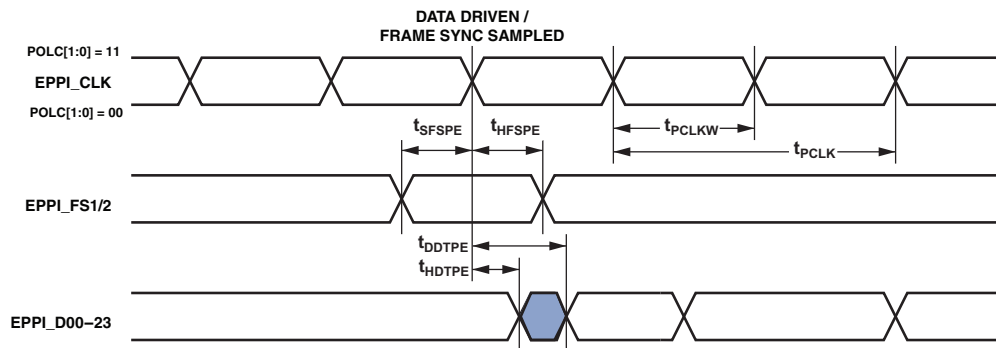 DATA DRIVEN /
FRAME SYNC SAMPLED
POLC[1:0] = 11
EPPI_CLK
POLC[1:0] = 00
tSFSPE
tHFSPE
tPCLKW
tPCLK
EPPI_FS1/2
tDDTPE
tHDTPE
EPPI_D00–23